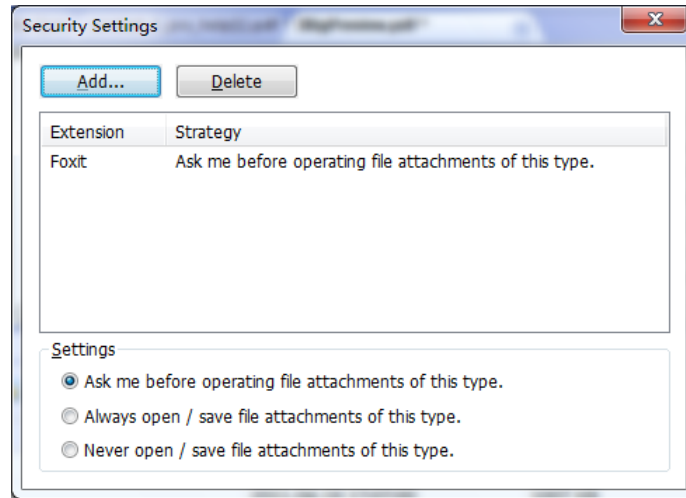 Security Settings
Add...
Delete
Extension Strategy
Foxit Ask me before operating file attachments of this type.
Settings
Ask me before operating file attachments of this type.
Always open / save file attachments of this type.
Never open / save file attachments of this type.